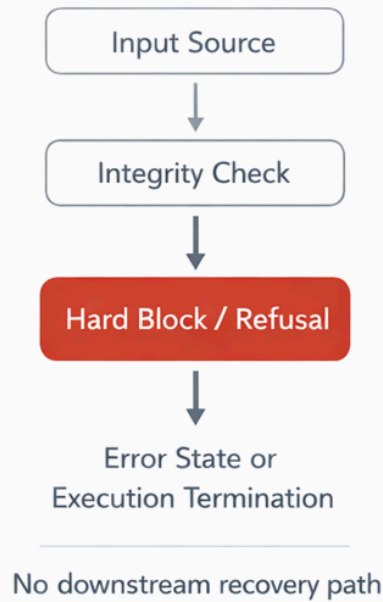 Input Source
Integrity Check
Hard Block / Refusal
Error State or
Execution Termination
No downstream recovery path